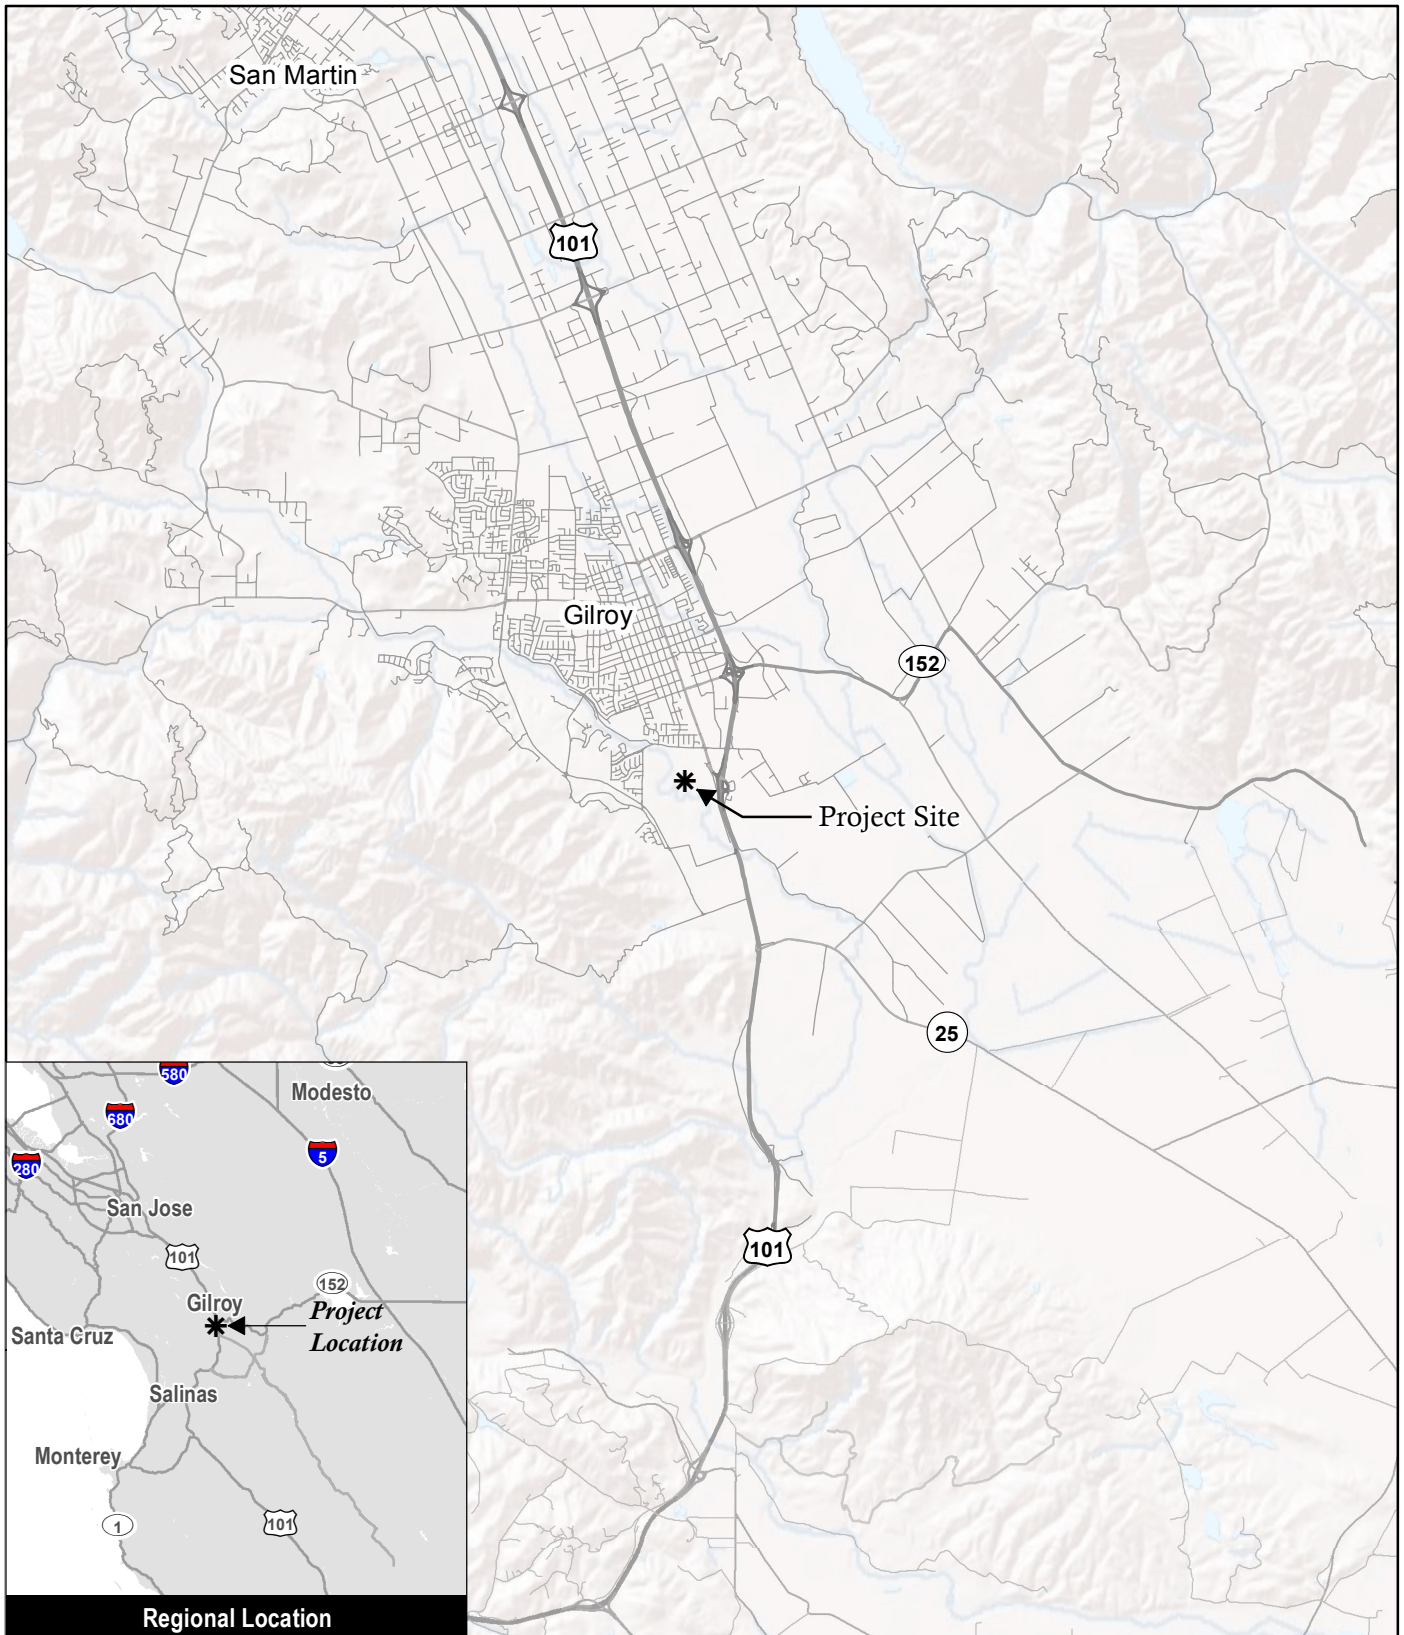 San Martin
101
Gilroy
152
Project Site
25
101
580
Modesto
680
5
280
San Jose
101
152
Gilroy
Project
Location
Santa Cruz
Salinas
Monterey
1
101
Regional Location